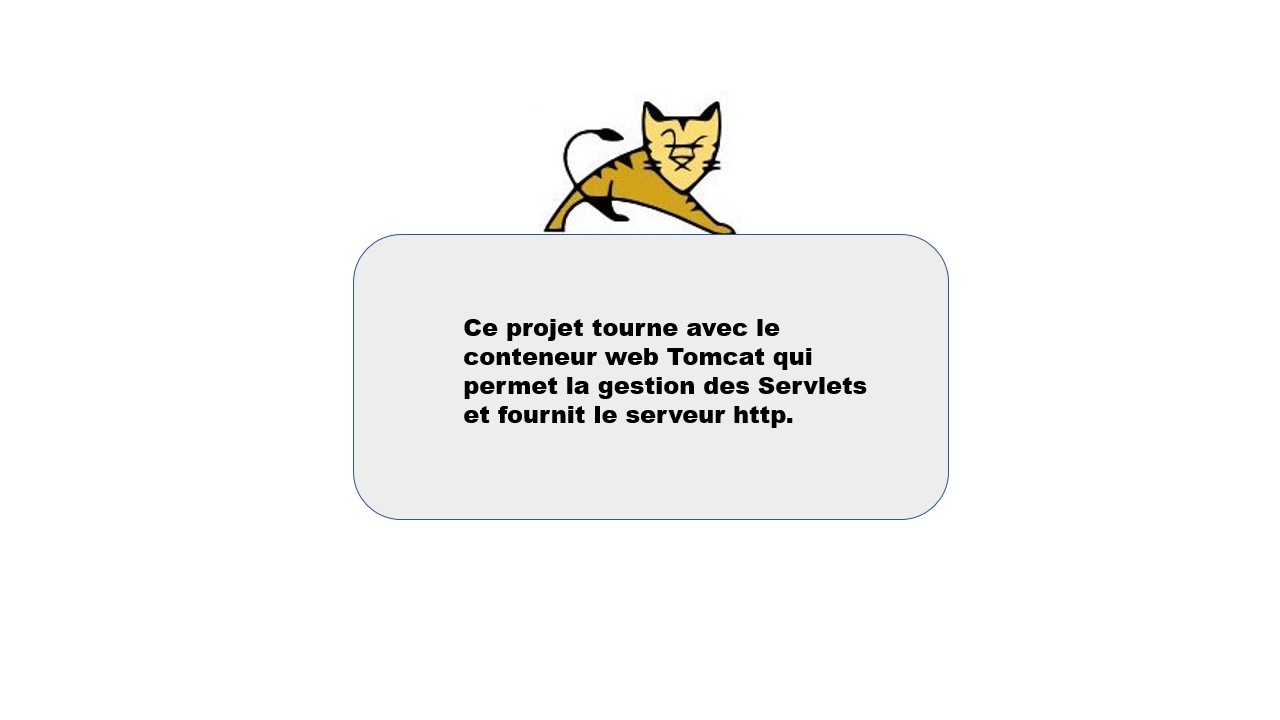 Ce projet tourne avec le
conteneur web Tomcat qui
permet la gestion des Servlets
et fournit le serveur http.